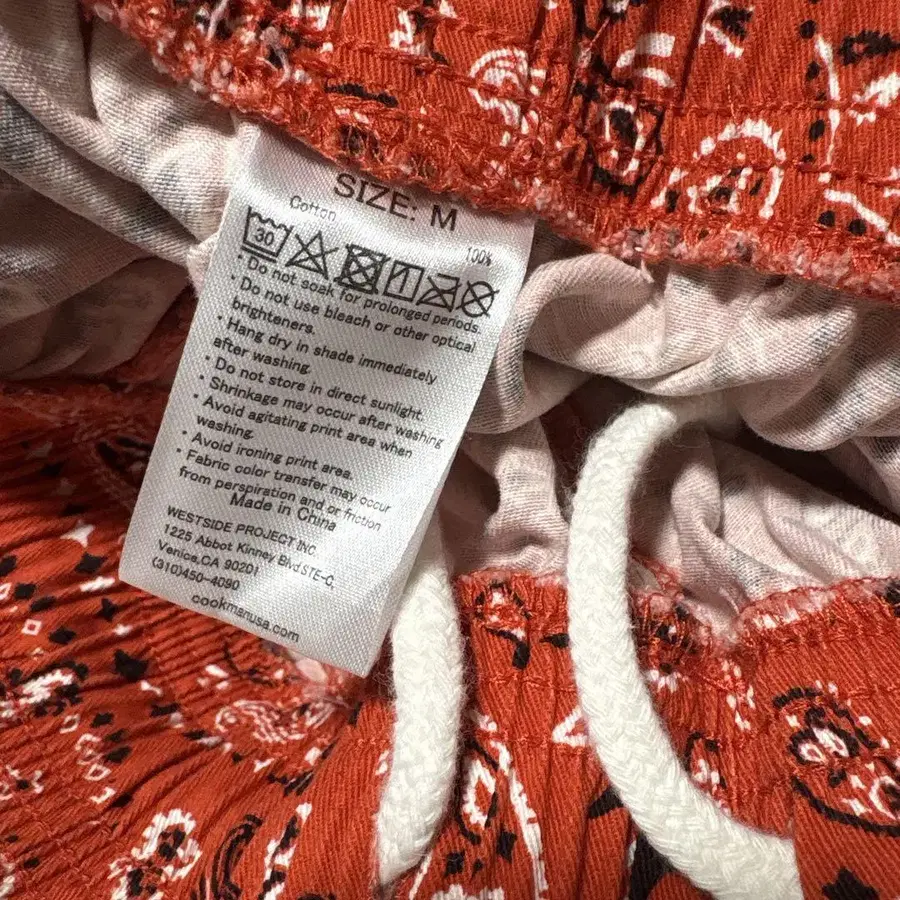 SIZE: M
Cotton 100%
30
• Do not soak for prolonged periods.
• Do not use bleach or other optical
brighteners.
• Hang dry in shade immediately
after washing.
• Do not store in direct sunlight.
• Shrinkage may occur after washing
• Avoid agitating print area when
washing.
• Avoid ironing print area.
• Fabric color transfer may occur
from perspiration and or friction
Made in China
WESTSIDE PROJECT INC.
1225 Abbot Kinney Blvd STE-C,
Venice,CA 90201
(310)450-4090
cookmanusa.com